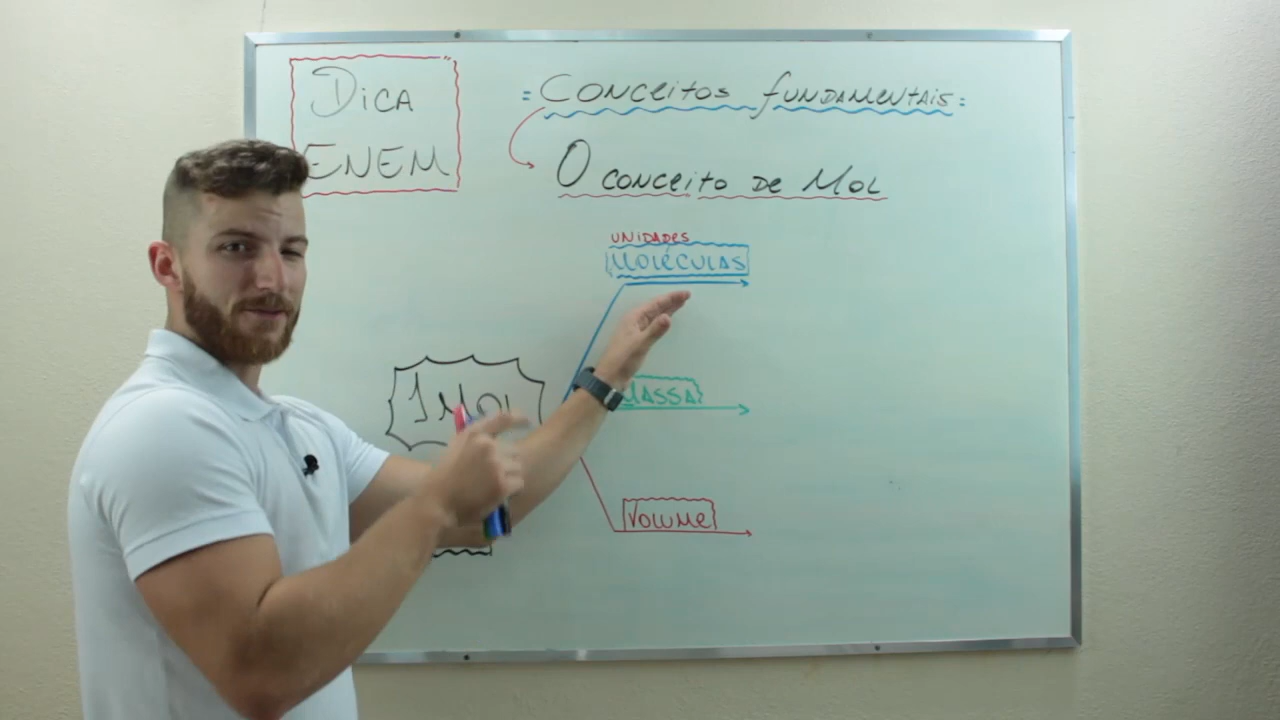 Dica
ENEM
= Conceitos fundamentais:
O conceito de Mol
unidades
Moléculas
1 Mol
Massa
Volume